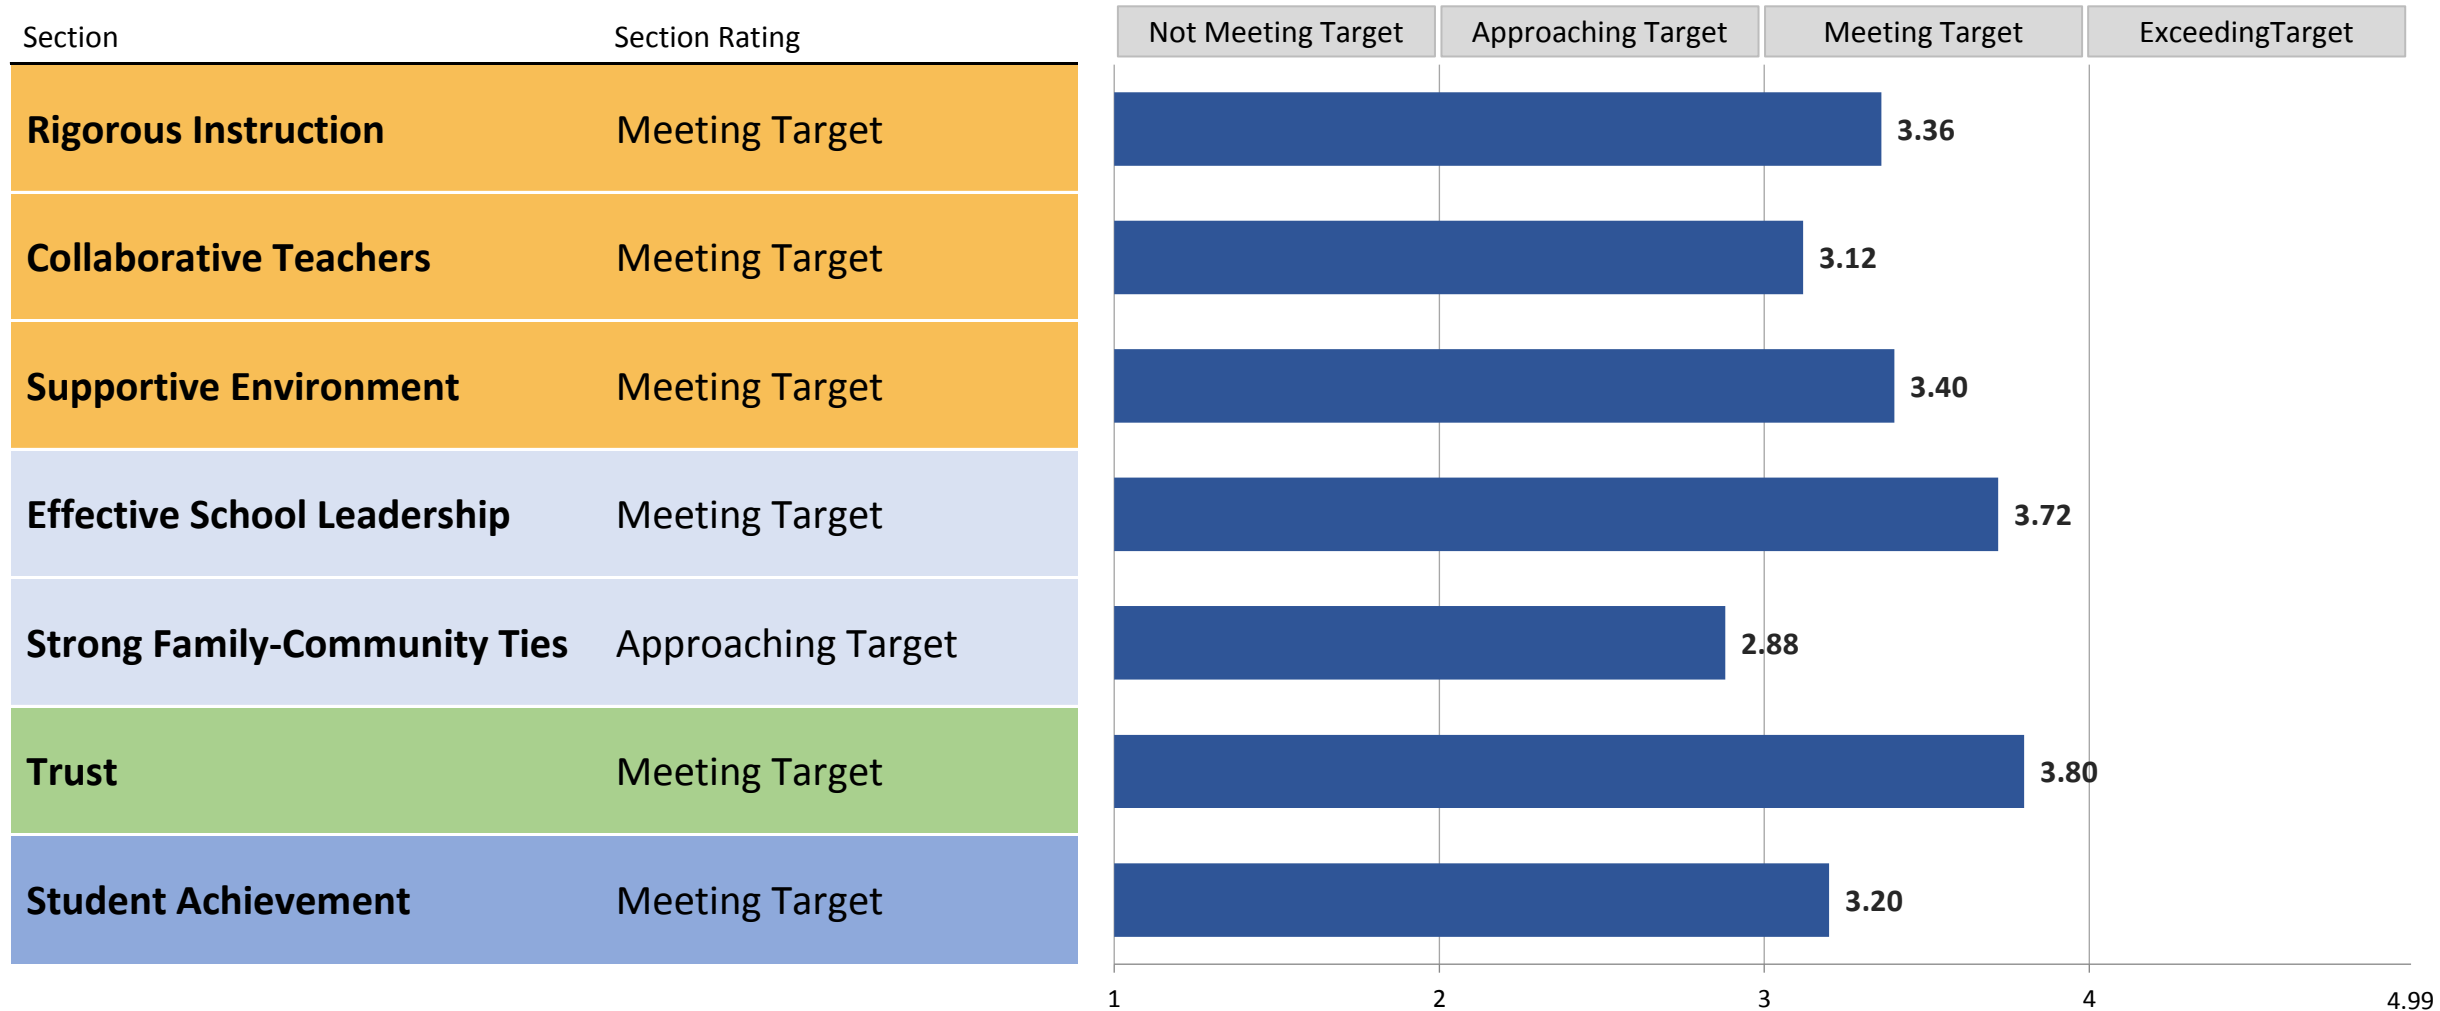 Section Section Rating Not Meeting Target Approaching Target Meeting Target ExceedingTarget
Rigorous Instruction Meeting Target 3.36
Collaborative Teachers Meeting Target 3.12
Supportive Environment Meeting Target 3.40
Effective School Leadership Meeting Target 3.72
Strong Family-Community Ties Approaching Target 2.88
Trust Meeting Target 3.80
Student Achievement Meeting Target 3.20
1 2 3 4 4.99